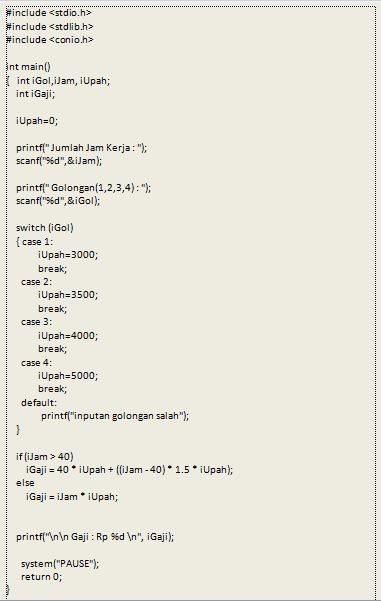 #include <stdio.h>
#include <stdlib.h>
#include <conio.h>
int main()
{ int iGol,iJam, iUpah;
int iGaji;
iUpah=0;
printf(" Jumlah Jam Kerja : ");
scanf("%d",&iJam);
printf(" Golongan(1,2,3,4) : ");
scanf("%d",&iGol);
switch (iGol)
{ case 1:
iUpah=3000;
break;
case 2:
iUpah=3500;
break;
case 3:
iUpah=4000;
break;
case 4:
iUpah=5000;
break;
default:
printf("inputan golongan salah");
}
if (iJam > 40)
iGaji = 40 * iUpah + ((iJam - 40) * 1.5 * iUpah);
else
iGaji = iJam * iUpah;
printf("\n\n Gaji : Rp %d \n", iGaji);
system("PAUSE");
return 0;
}